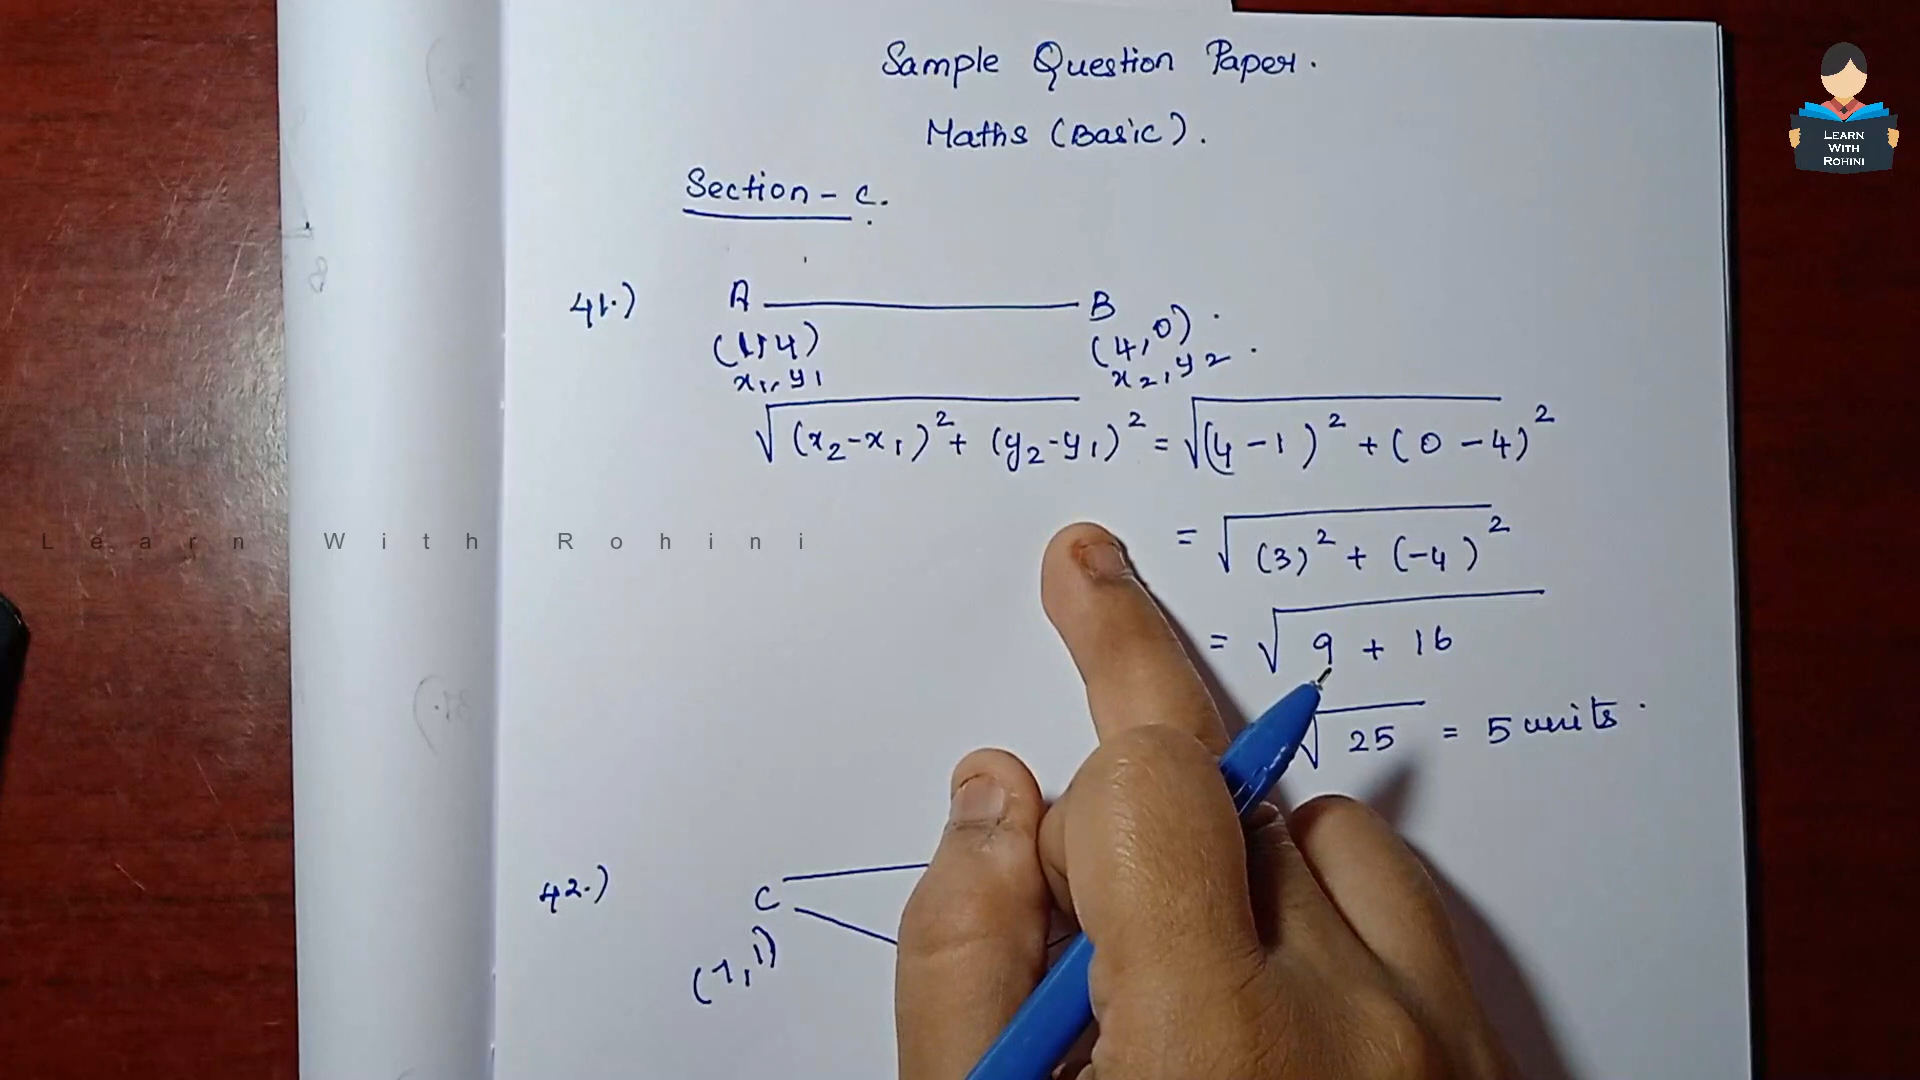 Sample Question Paper.
Maths (Basic).
LEARN
WITH
ROHINI
Section - C.
41.) A B
(1,4) (4,0)
x₁, y₁ x₂, y₂
√(x₂-x₁)² + (y₂-y₁)² = √(4-1)² + (0-4)²
Learn With Rohini
= √(3)² + (-4)²
= √9 + 16
√25 = 5 units.
42.) C
(7,1)